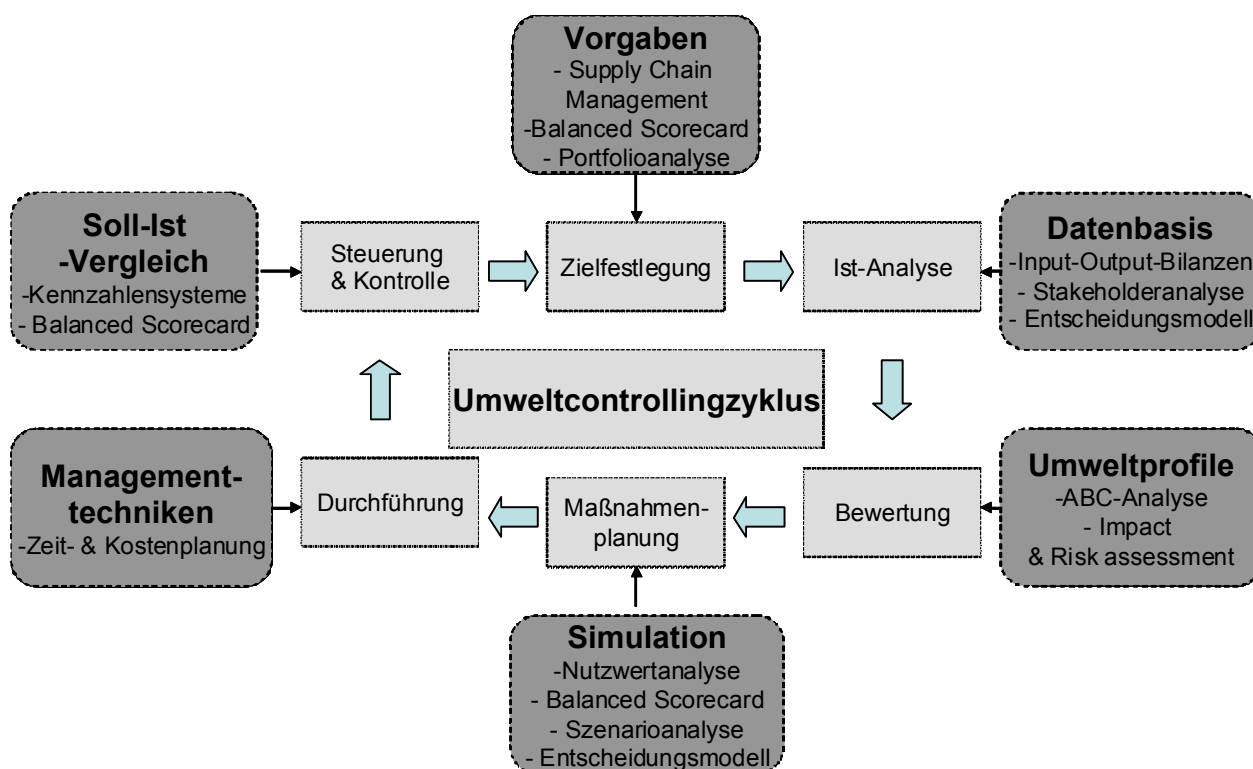 Vorgaben
- Supply Chain
Management
-Balanced Scorecard
- Portfolioanalyse
Soll-Ist
-Vergleich
-Kennzahlensysteme
- Balanced Scorecard
Steuerung
& Kontrolle
Zielfestlegung
Ist-Analyse
Datenbasis
-Input-Output-Bilanzen
- Stakeholderanalyse
- Entscheidungsmodell
Umweltcontrollingzyklus
Management-
techniken
-Zeit- & Kostenplanung
Durchführung
Maßnahmen-
planung
Bewertung
Umweltprofile
-ABC-Analyse
- Impact
& Risk assessment
Simulation
-Nutzwertanalyse
- Balanced Scorecard
- Szenarioanalyse
- Entscheidungsmodell